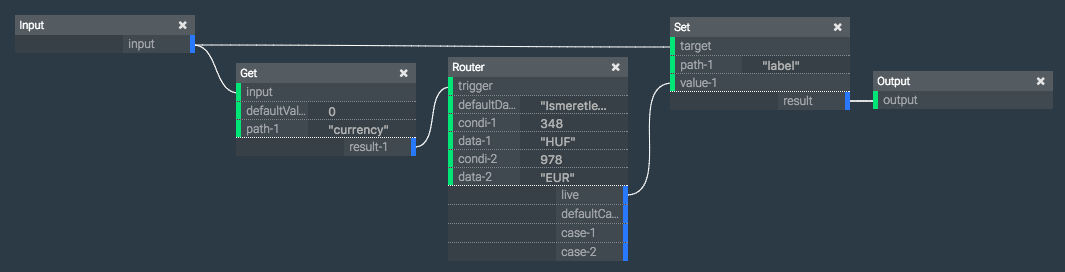 Input
input
Get
input
defaultVal... 0
path-1 "currency"
result-1
Router
trigger
defaultDa... "Ismeretle...
condi-1 348
data-1 "HUF"
condi-2 978
data-2 "EUR"
live
defaultCa...
case-1
case-2
Set
target
path-1 "label"
value-1
result
Output
output